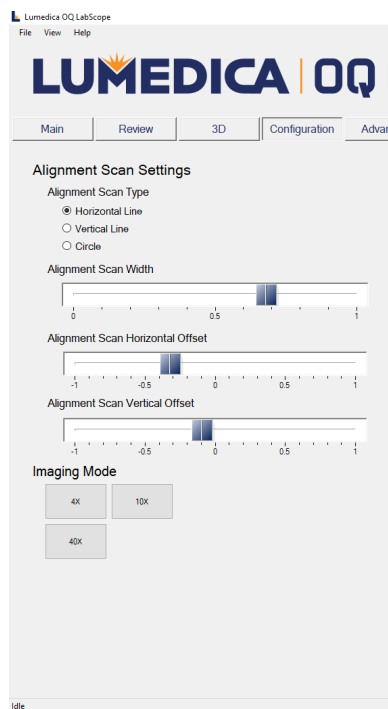 Lumedica OQ LabScope
File View Help
LUMEDICA OQ
Main Review 3D Configuration Advar
Alignment Scan Settings
Alignment Scan Type
Horizontal Line
Vertical Line
Circle
Alignment Scan Width
0 0.5 1
Alignment Scan Horizontal Offset
-1 -0.5 0 0.5 1
Alignment Scan Vertical Offset
-1 -0.5 0 0.5 1
Imaging Mode
4X 10X
40X
Idle